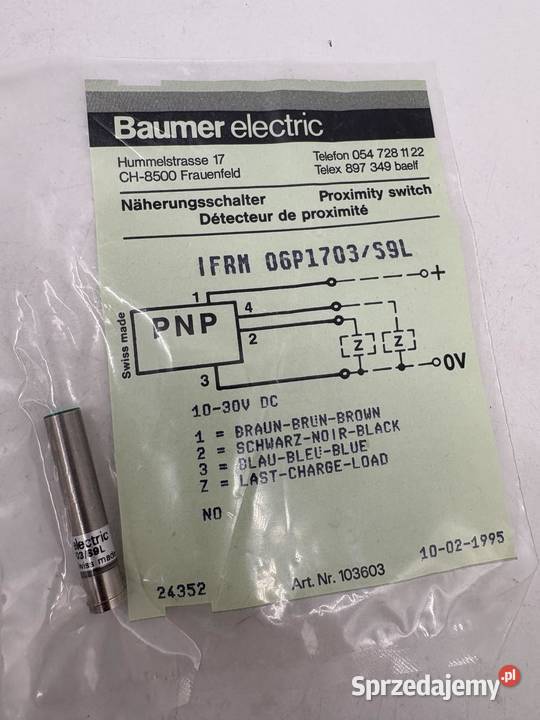 Baumer electric
Hummelstrasse 17
CH-8500 Frauenfeld
Telefon 054 728 11 22
Telex 897 349 baelf
Näherungsschalter
Proximity switch
Détecteur de proximité
IFRM 06P1703/S9L
1
+
PNP
4
2
Z
Z
Swiss made
3
0V
10-30V DC
1 = BRAUN-BRUN-BROWN
2 = SCHWARZ-NOIR-BLACK
3 = BLAU-BLEU-BLUE
Z = LAST-CHARGE-LOAD
NO
24352
Art. Nr. 103603
10-02-1995
electric
03/S9L
wiss made
Sprzedajemy.pl